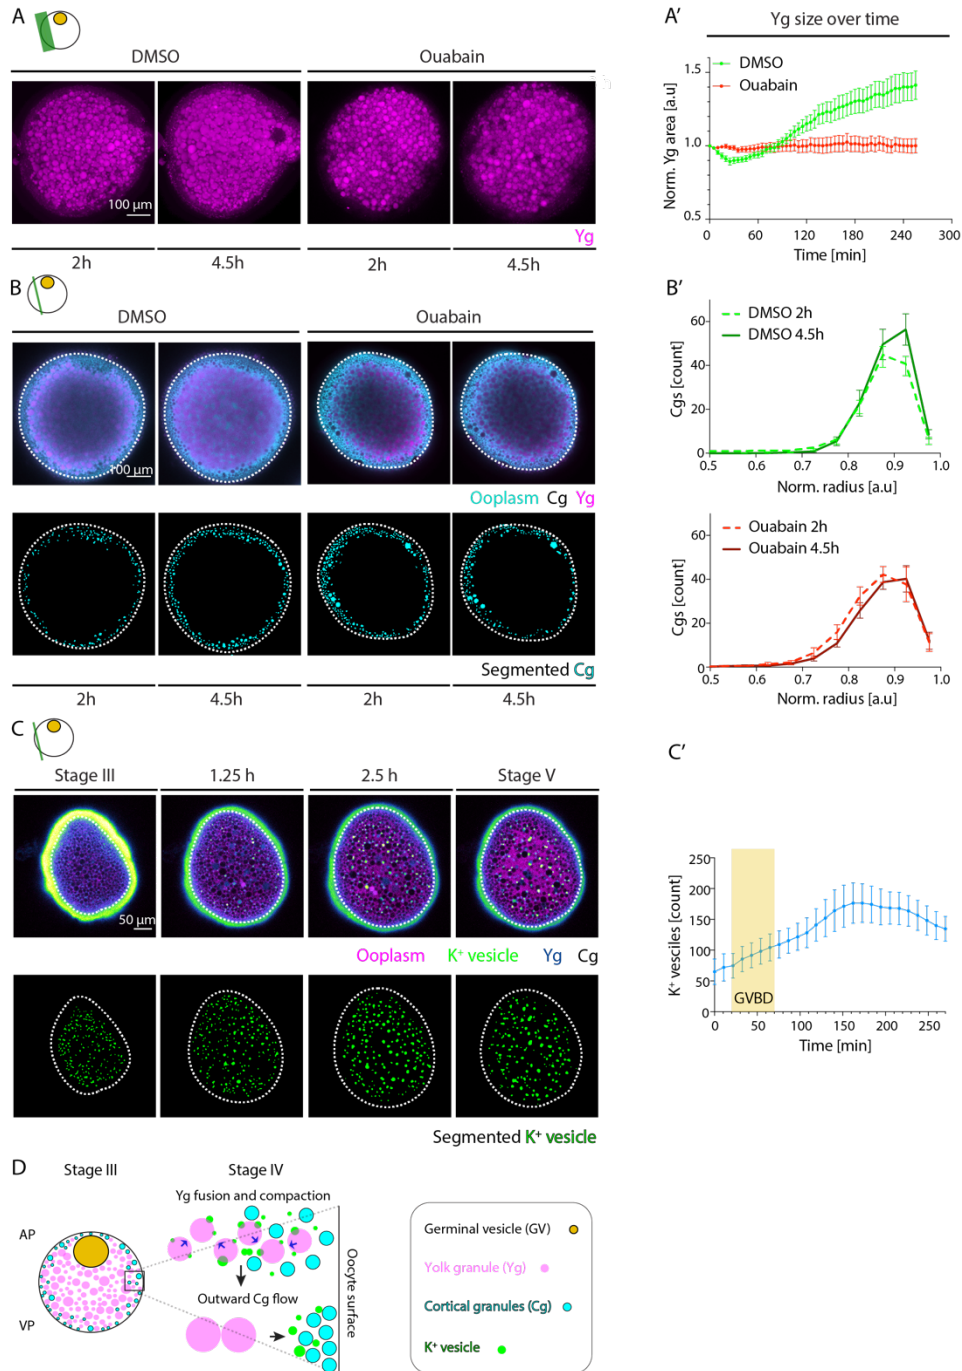 A
DMSO Ouabain
100 µm
Yg
2h 4.5h 2h 4.5h
A'
Yg size over time
DMSO
Ouabain
Norm. Yg area [a.u]
1.5
1.0
0.5
0 60 120 180 240 300
Time [min]
B
DMSO Ouabain
100 µm
Ooplasm Cg Yg
Segmented Cg
2h 4.5h 2h 4.5h
B'
DMSO 2h
DMSO 4.5h
Cgs [count]
60
40
20
0
0.5 0.6 0.7 0.8 0.9 1.0
Norm. radius [a.u]
Ouabain 2h
Ouabain 4.5h
Cgs [count]
60
40
20
0
0.5 0.6 0.7 0.8 0.9 1.0
Norm. radius [a.u]
C
Stage III 1.25 h 2.5 h Stage V
50 µm
Ooplasm K⁺ vesicle Yg Cg
Segmented K⁺ vesicle
C'
K⁺ vesciles [count]
250
200
150
100
50
0
GVBD
0 50 100 150 200 250
Time [min]
D
Stage III Stage IV
Yg fusion and compaction
AP
VP
Outward Cg flow
Oocyte surface
Germinal vesicle (GV)
Yolk granule (Yg)
Cortical granules (Cg)
K⁺ vesicle